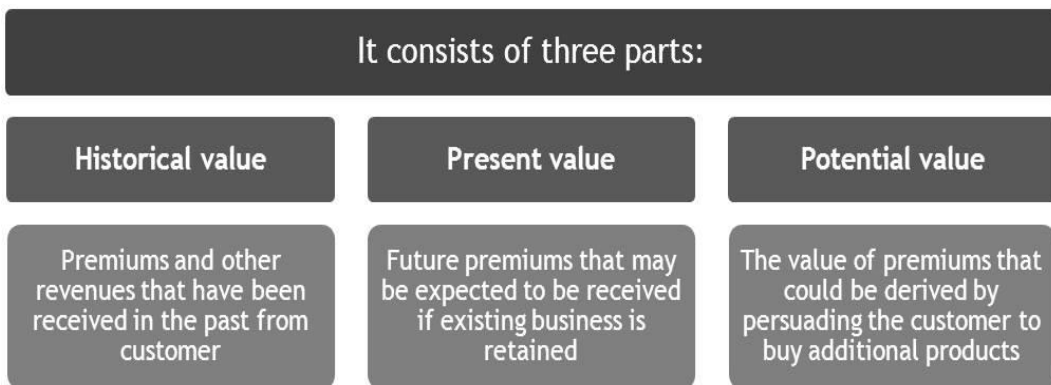 It consists of three parts:
Historical value
Present value
Potential value
Premiums and other
revenues that have been
received in the past from
customer
Future premiums that may
be expected to be received
if existing business is
retained
The value of premiums that
could be derived by
persuading the customer to
buy additional products